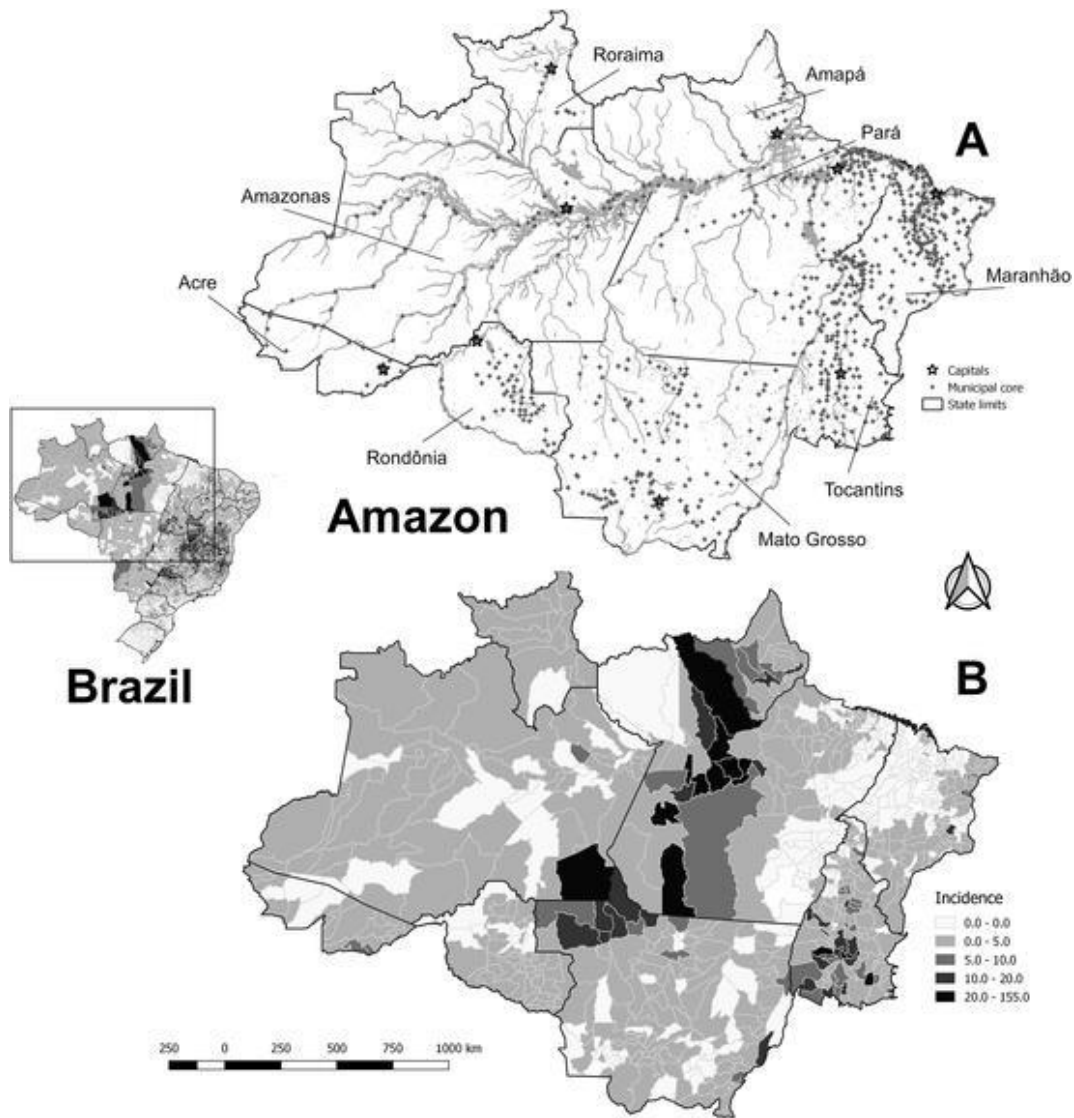 Roraima
Amapá
Pará
A
Amazonas
Acre
Maranhão
Capitals
Municipal core
State limits
Rondônia
Tocantins
Amazon
Mato Grosso
Brazil
B
Incidence
0.0 - 0.0
0.0 - 5.0
5.0 - 10.0
10.0 - 20.0
20.0 - 155.0
250 0 250 500 750 1000 km